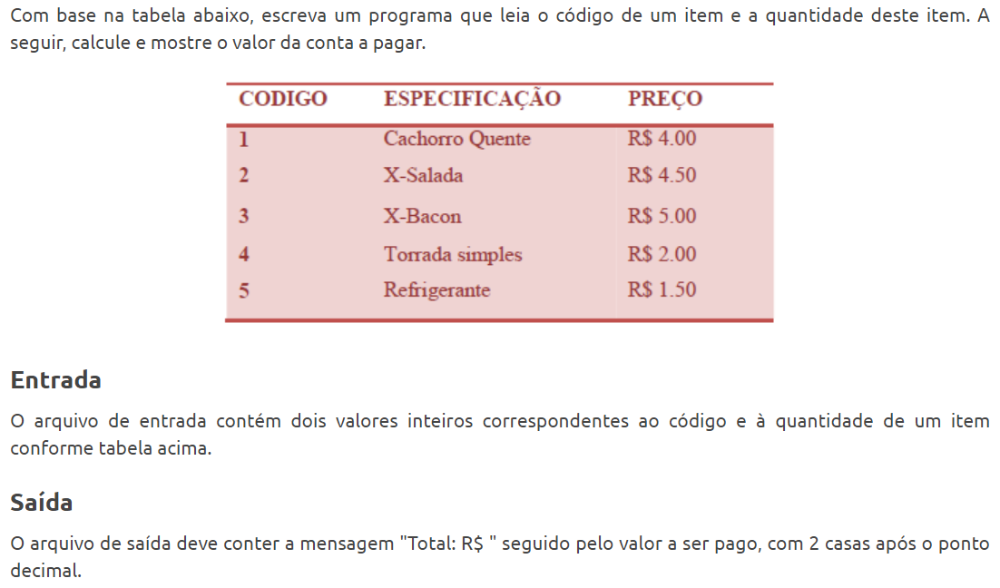 Com base na tabela abaixo, escreva um programa que leia o código de um item e a quantidade deste item. A
seguir, calcule e mostre o valor da conta a pagar.
CODIGO ESPECIFICAÇÃO PREÇO
1 Cachorro Quente R$ 4.00
2 X-Salada R$ 4.50
3 X-Bacon R$ 5.00
4 Torrada simples R$ 2.00
5 Refrigerante R$ 1.50
Entrada
O arquivo de entrada contém dois valores inteiros correspondentes ao código e à quantidade de um item
conforme tabela acima.
Saída
O arquivo de saída deve conter a mensagem "Total: R$ " seguido pelo valor a ser pago, com 2 casas após o ponto
decimal.